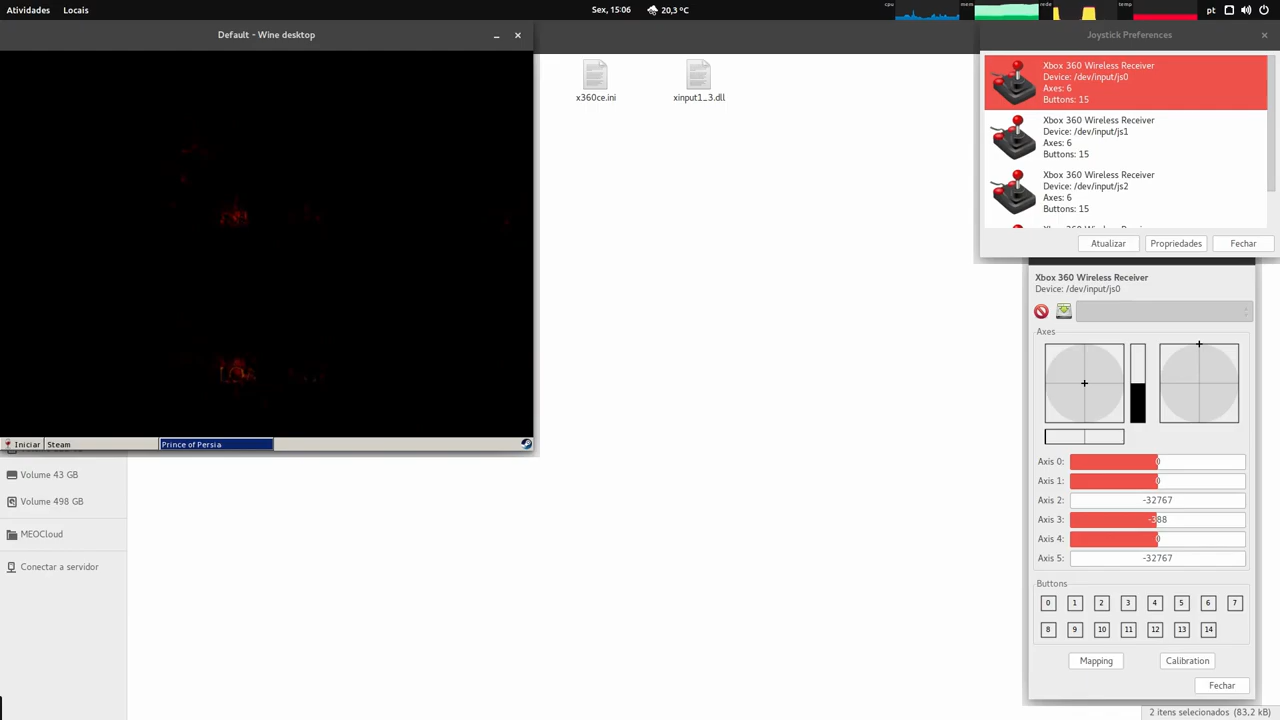 Atividades
Locais
Sex, 15:06
20,3 °C
cpu
mem
rede
temp
pt
Default - Wine desktop
Joystick Preferences
x360ce.ini
xinput1_3.dll
Xbox 360 Wireless Receiver
Device: /dev/input/js0
Axes: 6
Buttons: 15
Xbox 360 Wireless Receiver
Device: /dev/input/js1
Axes: 6
Buttons: 15
Xbox 360 Wireless Receiver
Device: /dev/input/js2
Axes: 6
Buttons: 15
Atualizar
Propriedades
Fechar
Iniciar
Steam
Prince of Persia
Volume 43 GB
Volume 498 GB
MEOCloud
Conectar a servidor
Xbox 360 Wireless Receiver
Device: /dev/input/js0
Axes
Axis 0: 0
Axis 1: 0
Axis 2: -32767
Axis 3: -388
Axis 4: 0
Axis 5: -32767
Buttons
0 1 2 3 4 5 6 7
8 9 10 11 12 13 14
Mapping
Calibration
Fechar
2 itens selecionados (83,2 kB)